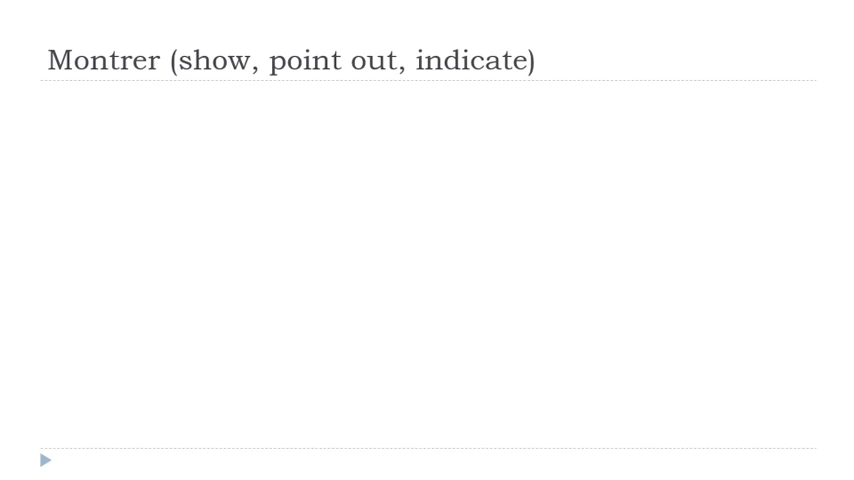 Montrer (show, point out, indicate)